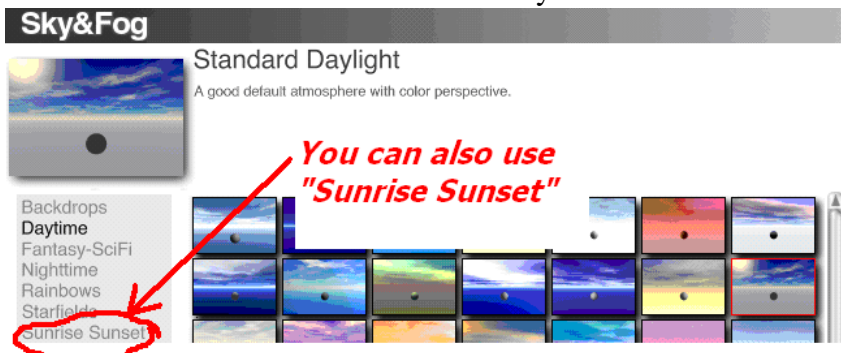 Sky&Fog
Standard Daylight
A good default atmosphere with color perspective.
You can also use
"Sunrise Sunset"
Backdrops
Daytime
Fantasy-SciFi
Nighttime
Rainbows
Starfields
Sunrise Sunset